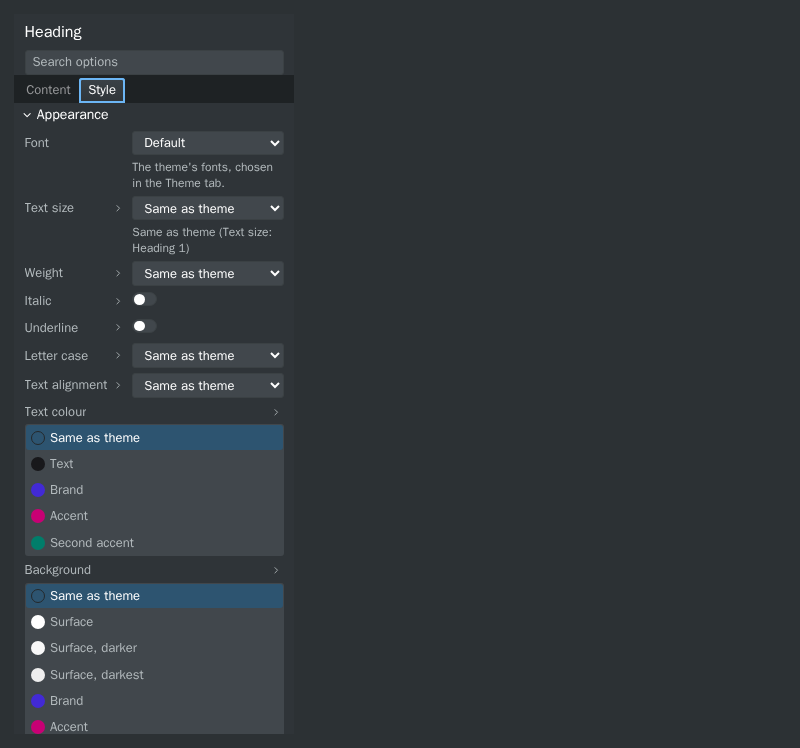 Heading
Search options
Content Style
Appearance
Font Default
The theme's fonts, chosen
in the Theme tab.
Text size Same as theme
Same as theme (Text size:
Heading 1)
Weight Same as theme
Italic
Underline
Letter case Same as theme
Text alignment Same as theme
Text colour
Same as theme
Text
Brand
Accent
Second accent
Background
Same as theme
Surface
Surface, darker
Surface, darkest
Brand
Accent